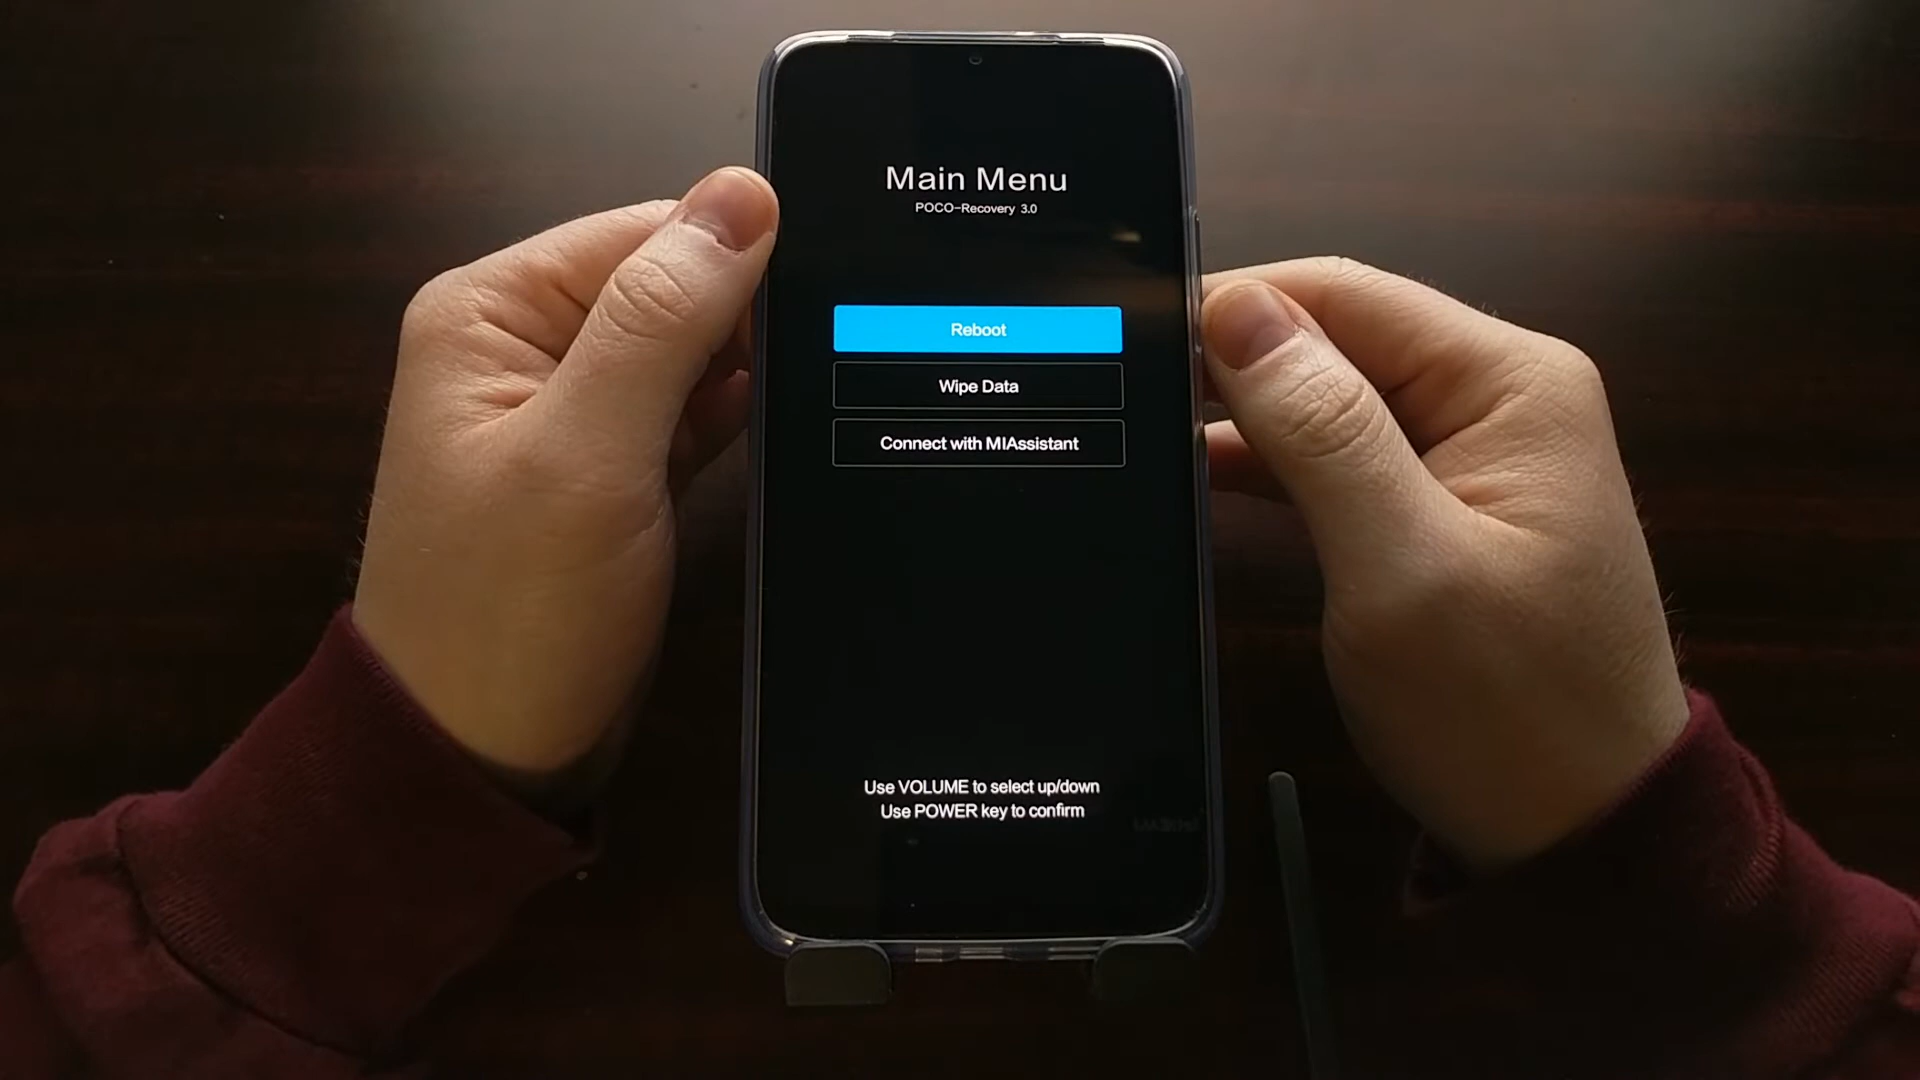 Main Menu
POCO-Recovery 3.0
Reboot
Wipe Data
Connect with MIAssistant
Use VOLUME to select up/down
Use POWER key to confirm